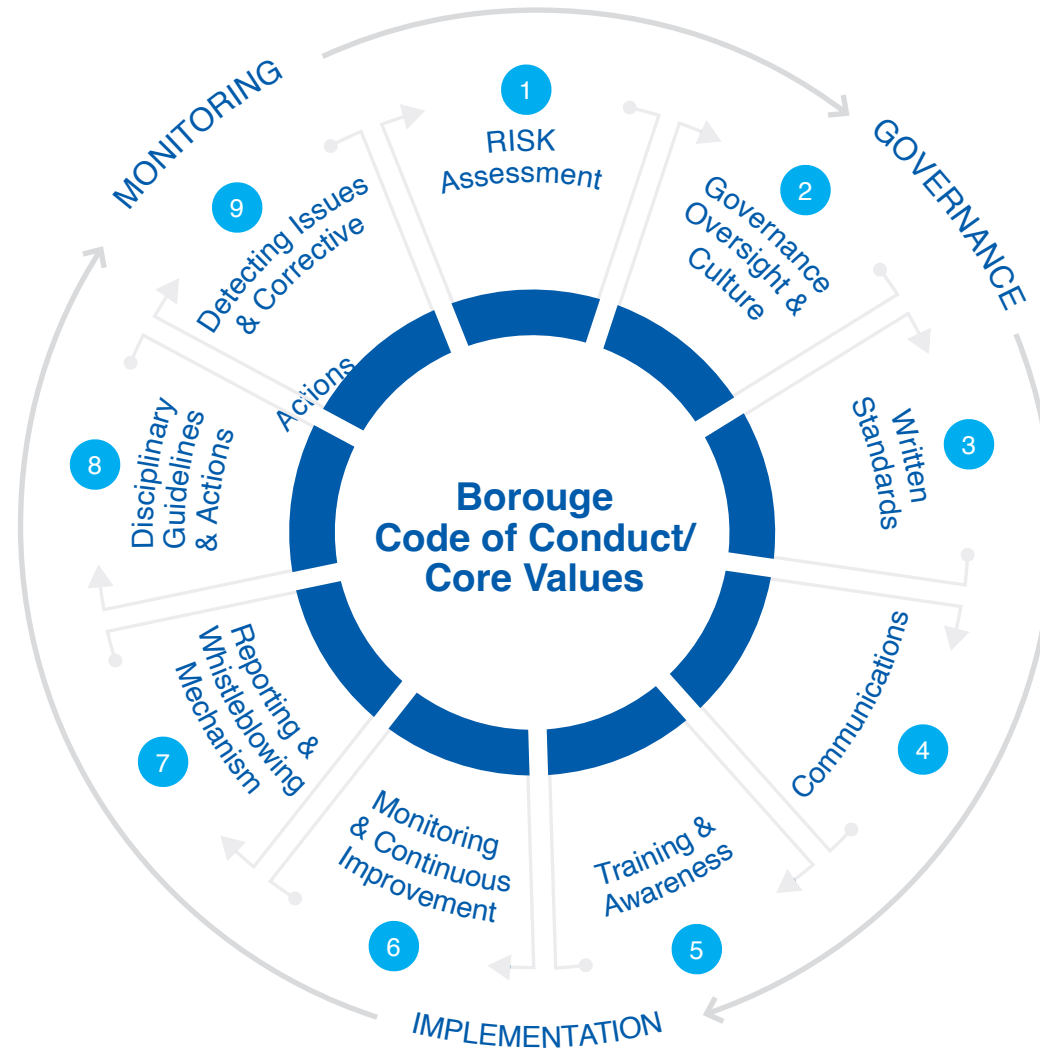 MONITORING
GOVERNANCE
IMPLEMENTATION
1
RISK
Assessment
2
Governance
Oversight &
Culture
3
Written
Standards
4
Communications
5
Training &
Awareness
6
Monitoring
& Continuous
Improvement
7
Reporting &
Whistleblowing
Mechanism
8
Disciplinary
Guidelines
& Actions
9
Detecting Issues
& Corrective
Actions
Borouge
Code of Conduct/
Core Values